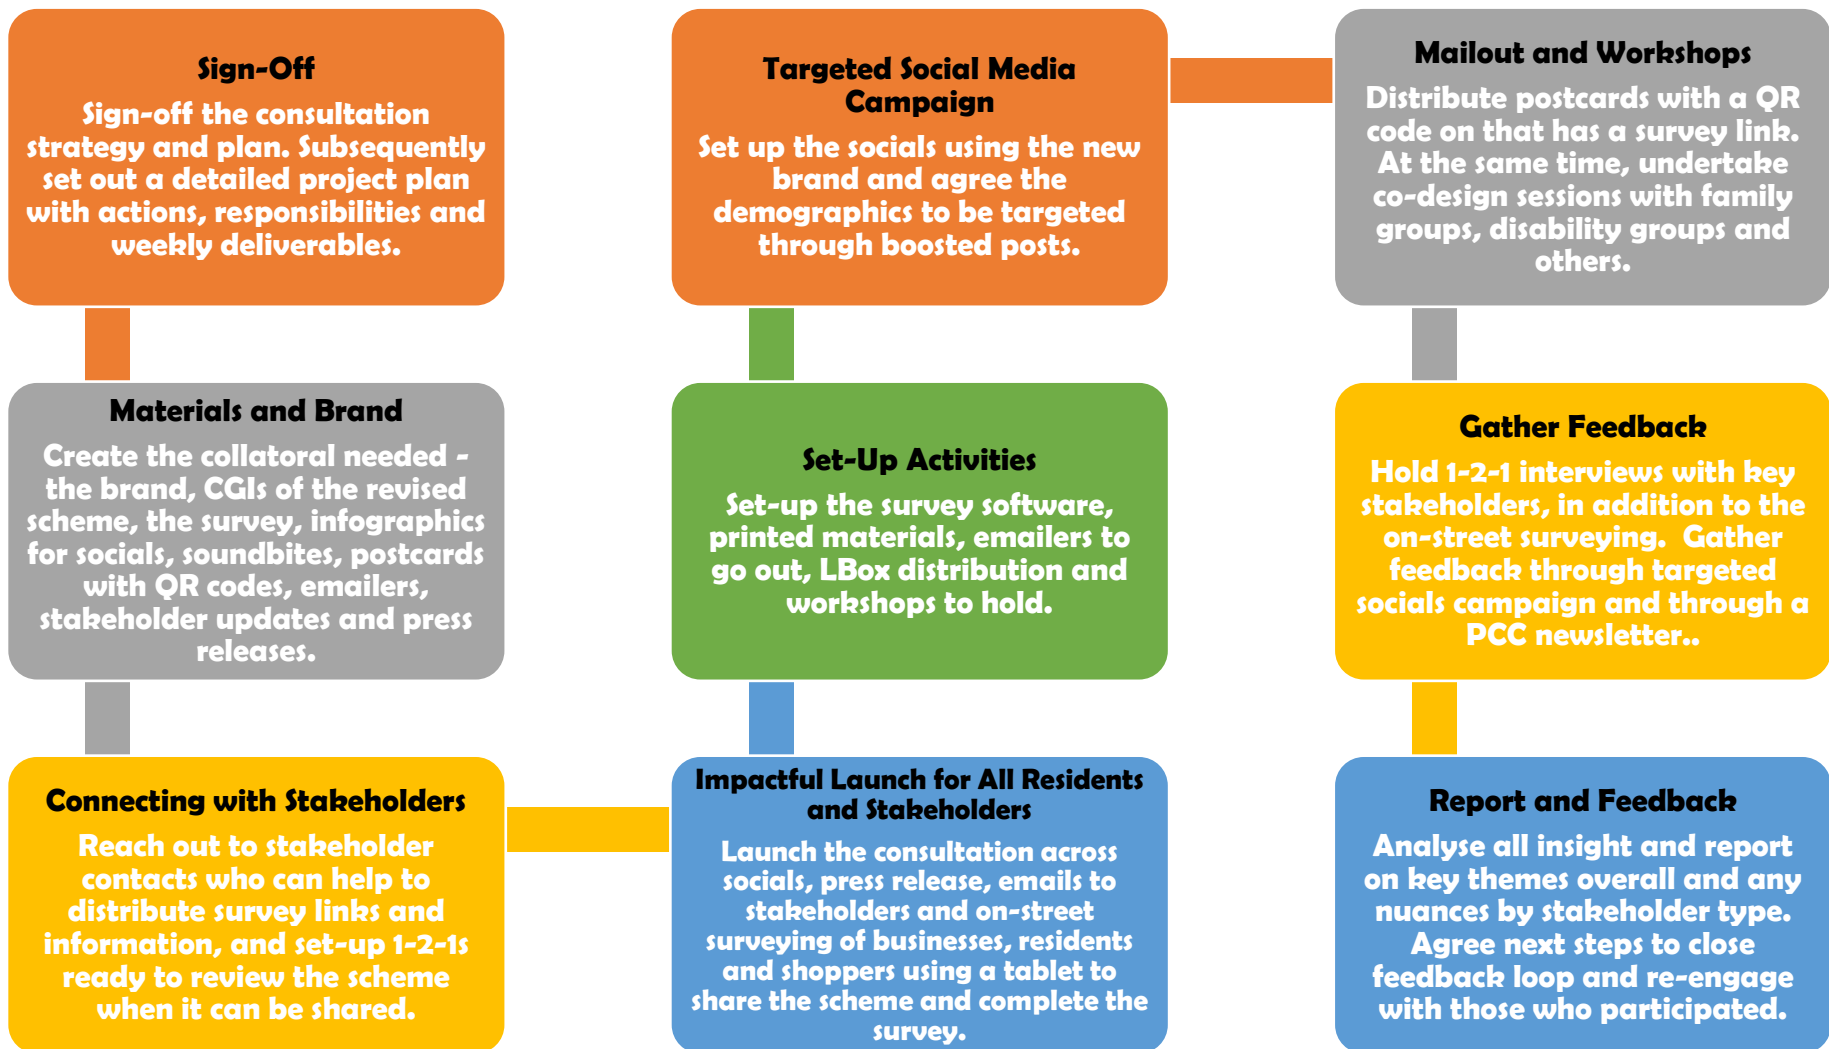 Sign-Off
Sign-off the consultation
strategy and plan. Subsequently
set out a detailed project plan
with actions, responsibilities and
weekly deliverables.
Materials and Brand
Create the collatoral needed -
the brand, CGIs of the revised
scheme, the survey, infographics
for socials, soundbites, postcards
with QR codes, emailers,
stakeholder updates and press
releases.
Connecting with Stakeholders
Reach out to stakeholder
contacts who can help to
distribute survey links and
information, and set-up 1-2-1s
ready to review the scheme
when it can be shared.
Impactful Launch for All Residents
and Stakeholders
Launch the consultation across
socials, press release, emails to
stakeholders and on-street
surveying of businesses, residents
and shoppers using a tablet to
share the scheme and complete the
survey.
Set-Up Activities
Set-up the survey software,
printed materials, emailers to
go out, LBox distribution and
workshops to hold.
Targeted Social Media
Campaign
Set up the socials using the new
brand and agree the
demographics to be targeted
through boosted posts.
Mailout and Workshops
Distribute postcards with a QR
code on that has a survey link.
At the same time, undertake
co-design sessions with family
groups, disability groups and
others.
Gather Feedback
Hold 1-2-1 interviews with key
stakeholders, in addition to the
on-street surveying.  Gather
feedback through targeted
socials campaign and through a
PCC newsletter..
Report and Feedback
Analyse all insight and report
on key themes overall and any
nuances by stakeholder type.
Agree next steps to close
feedback loop and re-engage
with those who participated.